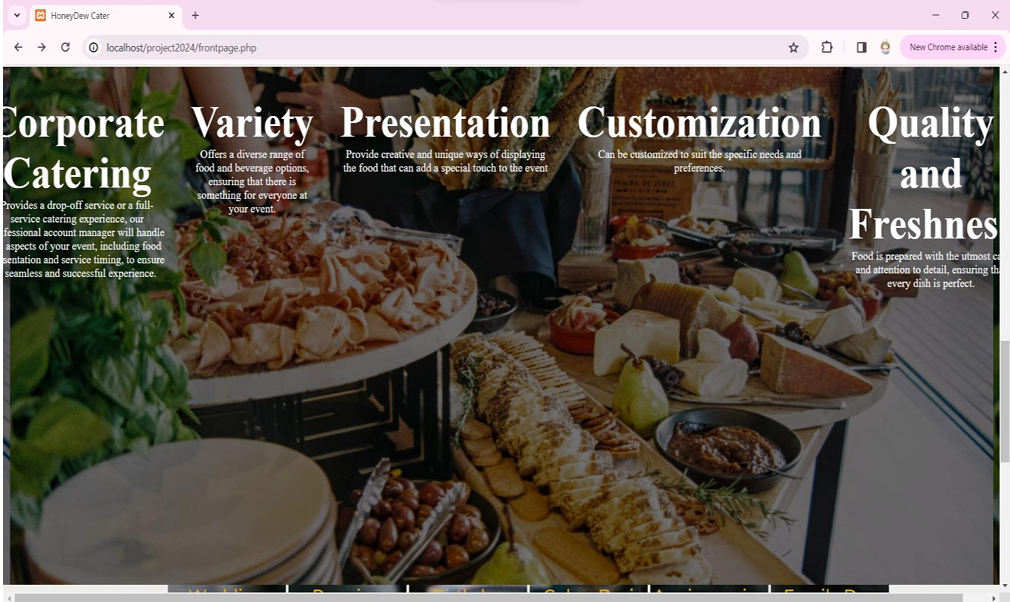 HoneyDew Cater
localhost/project2024/frontpage.php
New Chrome available
Corporate
Catering
Provides a drop-off service or a full-
service catering experience, our
fessional account manager will handle
aspects of your event, including food
sentation and service timing, to ensure
seamless and successful experience.
Variety
Offers a diverse range of
food and beverage options,
ensuring that there is
something for everyone at
your event.
Presentation
Provide creative and unique ways of displaying
the food that can add a special touch to the event
Customization
Can be customized to suit the specific needs and
preferences.
Quality
and
Freshnes
Food is prepared with the utmost ca
and attention to detail, ensuring th
every dish is perfect.